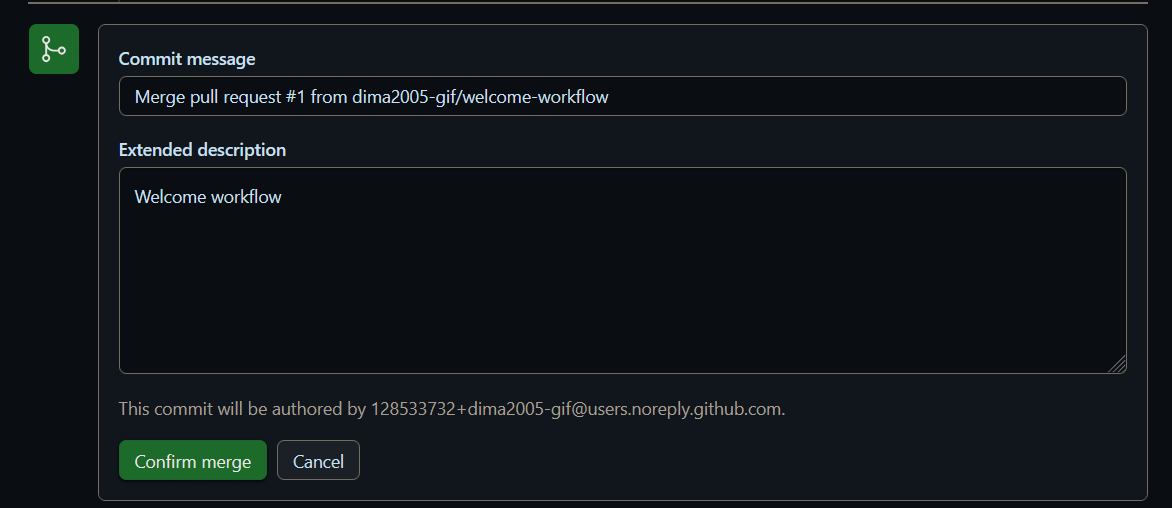 Commit message
Merge pull request #1 from dima2005-gif/welcome-workflow
Extended description
Welcome workflow
This commit will be authored by 128533732+dima2005-gif@users.noreply.github.com.
Confirm merge
Cancel